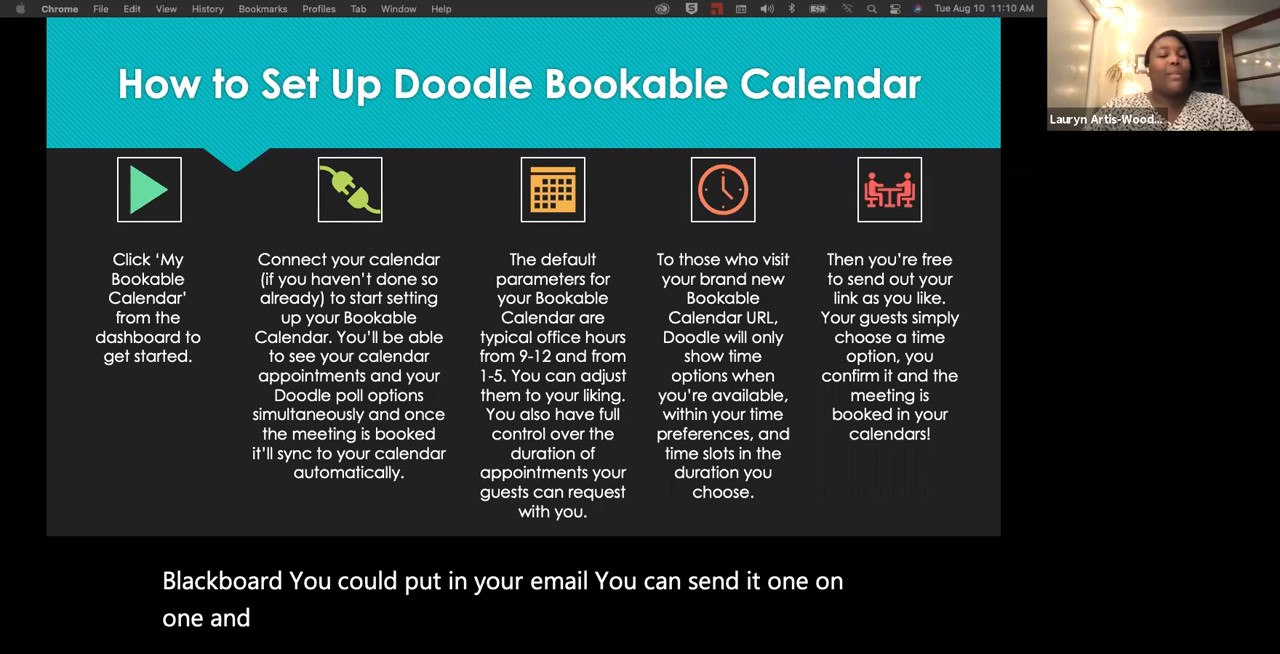 Chrome File Edit View History Bookmarks Profiles Tab Window Help
Tue Aug 10 11:10 AM
Lauryn Artis-Wood...
How to Set Up Doodle Bookable Calendar
Click ‘My
Bookable
Calendar'
from the
dashboard to
get started.
Connect your calendar
(if you haven’t done so
already) to start setting
up your Bookable
Calendar. You’ll be able
to see your calendar
appointments and your
Doodle poll options
simultaneously and once
the meeting is booked
it’ll sync to your calendar
automatically.
The default
parameters for
your Bookable
Calendar are
typical office hours
from 9-12 and from
1-5. You can adjust
them to your liking.
You also have full
control over the
duration of
appointments your
guests can request
with you.
To those who visit
your brand new
Bookable
Calendar URL,
Doodle will only
show time
options when
you’re available,
within your time
preferences, and
time slots in the
duration you
choose.
Then you’re free
to send out your
link as you like.
Your guests simply
choose a time
option, you
confirm it and the
meeting is
booked in your
calendars!
Blackboard You could put in your email You can send it one on
one and